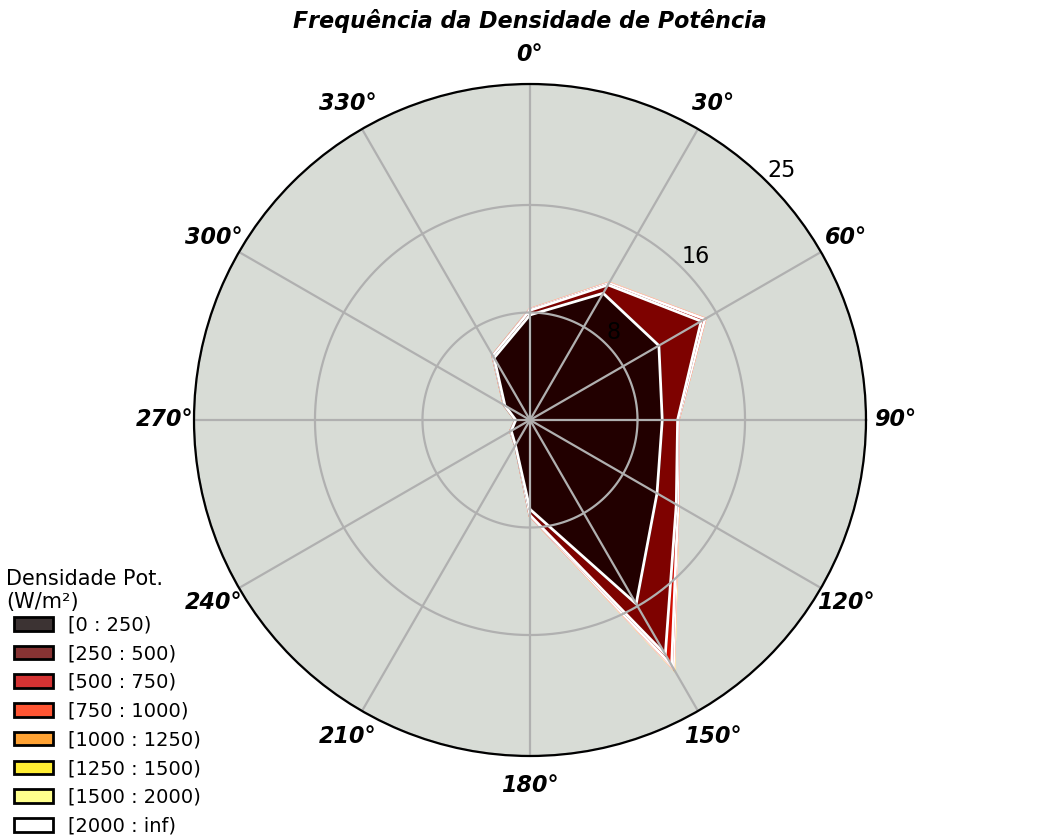 Frequência da Densidade de Potência
0°
330°
30°
25
300°
60°
16
8
270°
90°
240°
120°
210°
150°
180°
Densidade Pot.
(W/m²)
[0 : 250)
[250 : 500)
[500 : 750)
[750 : 1000)
[1000 : 1250)
[1250 : 1500)
[1500 : 2000)
[2000 : inf)